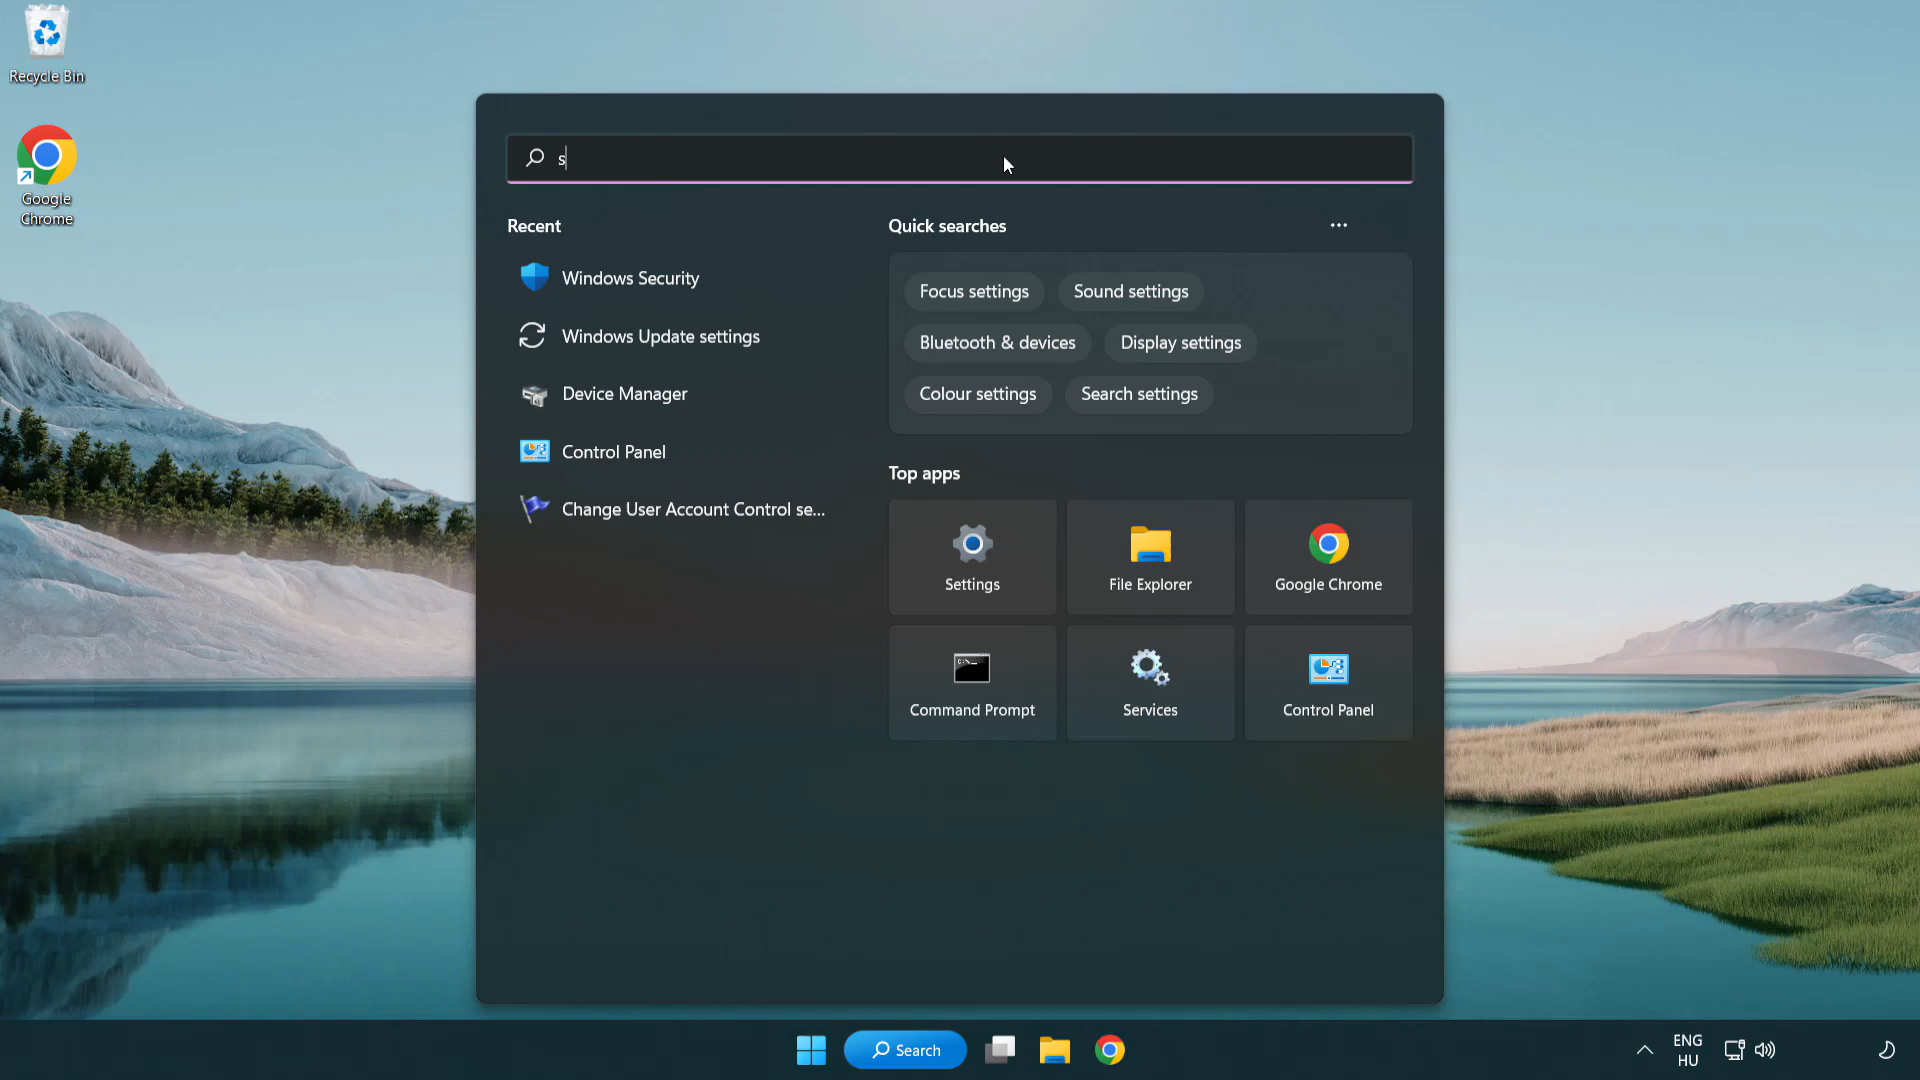 Recycle Bin
Google
Chrome
s
Recent
Windows Security
Windows Update settings
Device Manager
Control Panel
Change User Account Control se...
Quick searches
Focus settings
Sound settings
Bluetooth & devices
Display settings
Colour settings
Search settings
Top apps
Settings
File Explorer
Google Chrome
Command Prompt
Services
Control Panel
Search
ENG
HU